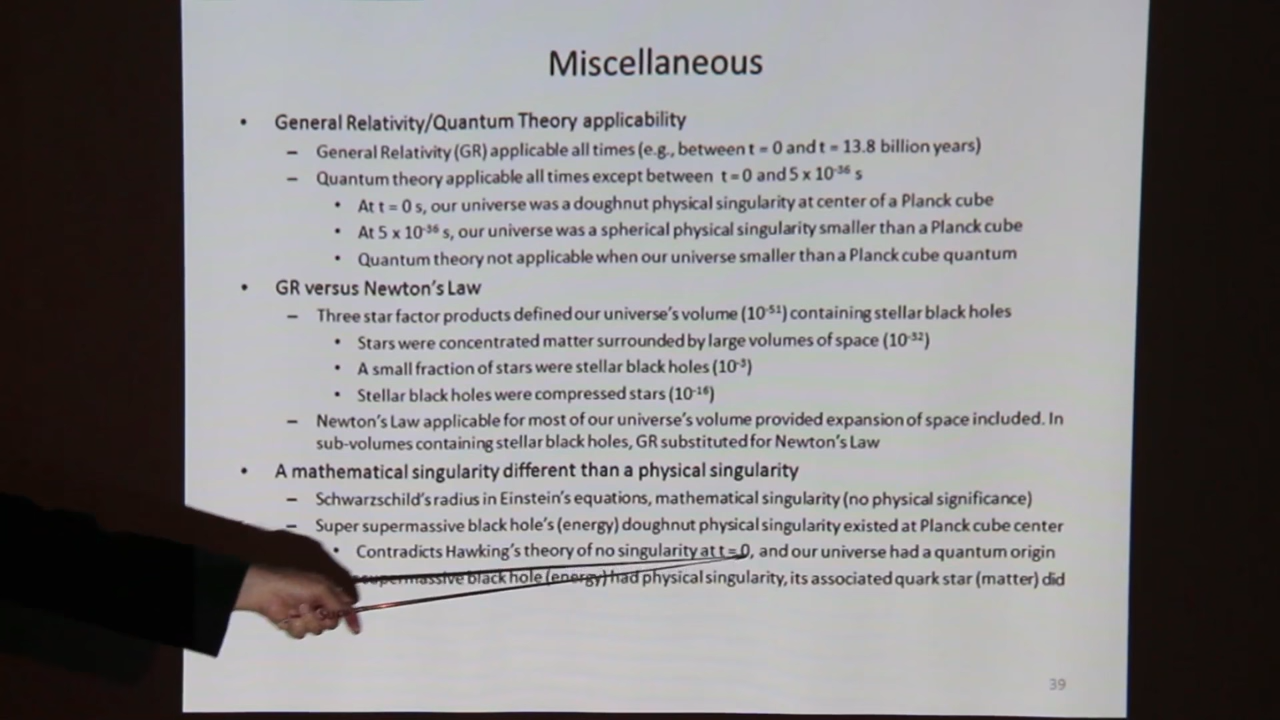 Miscellaneous
• General Relativity/Quantum Theory applicability
– General Relativity (GR) applicable all times (e.g., between t = 0 and t = 13.8 billion years)
– Quantum theory applicable all times except between t = 0 and 5 x 10⁻³⁶ s
• At t = 0 s, our universe was a doughnut physical singularity at center of a Planck cube
• At 5 x 10⁻³⁶ s, our universe was a spherical physical singularity smaller than a Planck cube
• Quantum theory not applicable when our universe smaller than a Planck cube quantum
• GR versus Newton's Law
– Three star factor products defined our universe's volume (10⁻⁵¹) containing stellar black holes
• Stars were concentrated matter surrounded by large volumes of space (10⁻³²)
• A small fraction of stars were stellar black holes (10⁻³)
• Stellar black holes were compressed stars (10⁻¹⁶)
– Newton's Law applicable for most of our universe's volume provided expansion of space included. In
sub-volumes containing stellar black holes, GR substituted for Newton's Law
• A mathematical singularity different than a physical singularity
– Schwarzschild's radius in Einstein's equations, mathematical singularity (no physical significance)
– Super supermassive black hole's (energy) doughnut physical singularity existed at Planck cube center
• Contradicts Hawking's theory of no singularity at t = 0, and our universe had a quantum origin
supermassive black hole (energy) had physical singularity, its associated quark star (matter) did
39